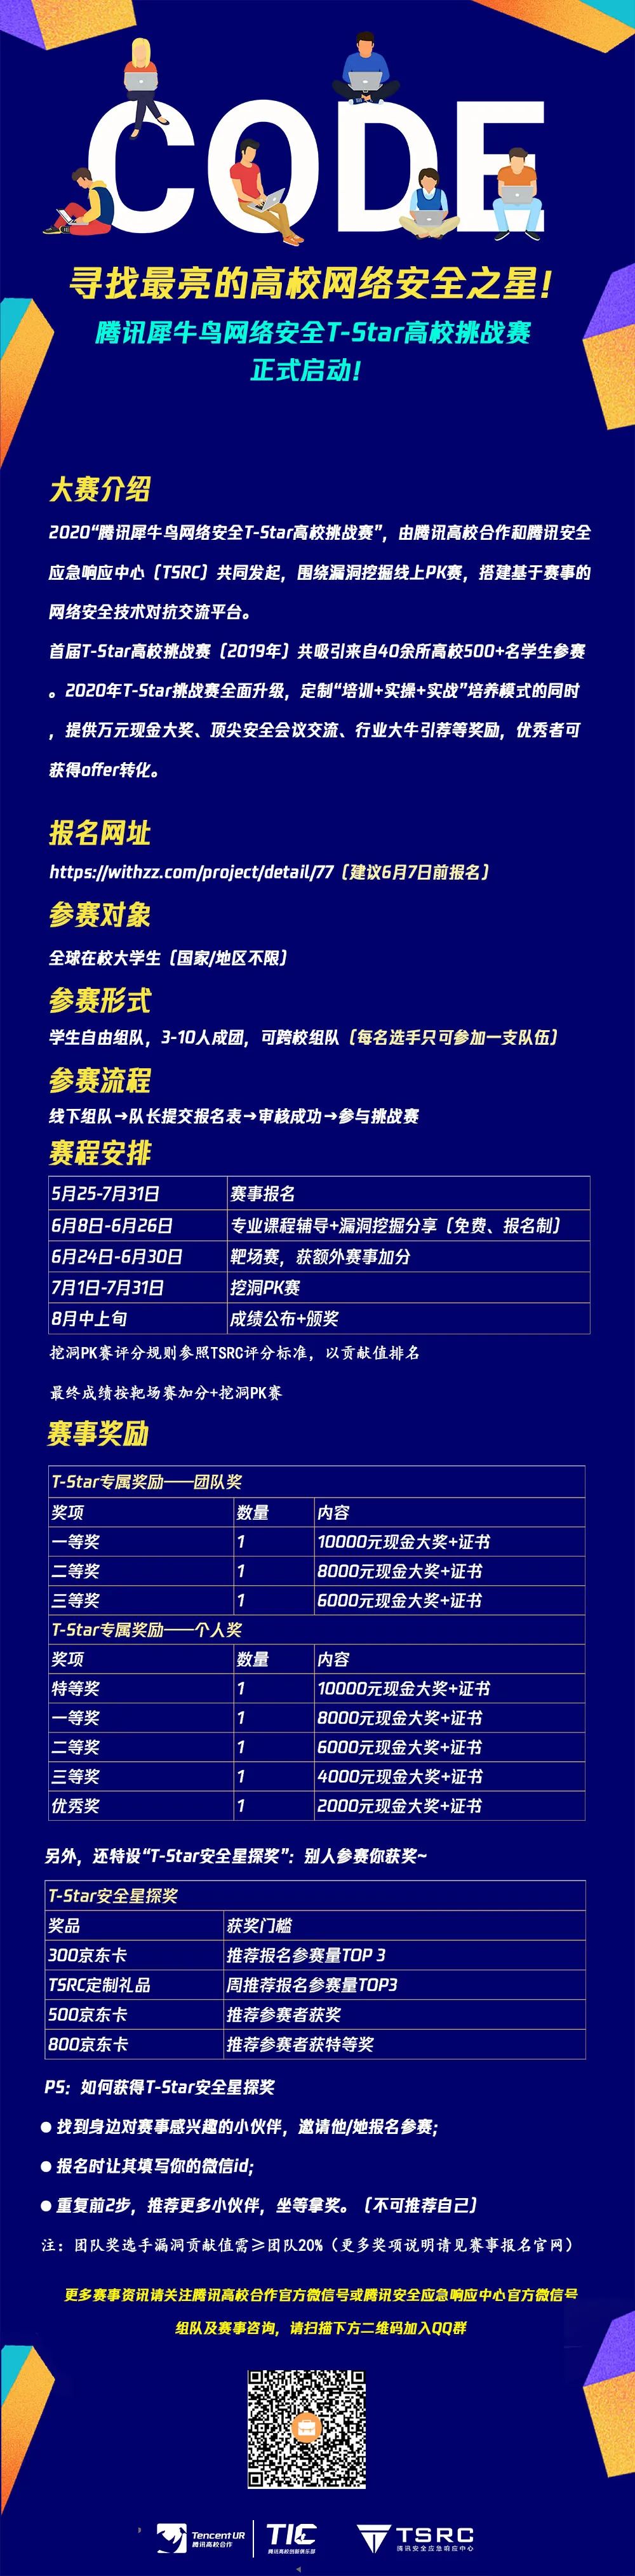 CODE
寻找最亮的高校网络安全之星!
腾讯犀牛鸟网络安全T-Star高校挑战赛
正式启动!
大赛介绍
2020“腾讯犀牛鸟网络安全T-Star高校挑战赛”，由腾讯高校合作和腾讯安全
应急响应中心（TSRC）共同发起，围绕漏洞挖掘线上PK赛，搭建基于赛事的
网络安全技术对抗交流平台。
首届T-Star高校挑战赛（2019年）共吸引来自40余所高校500+名学生参赛
。2020年T-Star挑战赛全面升级，定制“培训+实操+实战”培养模式的同时
，提供万元现金大奖、顶尖安全会议交流、行业大牛引荐等奖励，优秀者可
获得offer转化。
报名网址
https://withzz.com/project/detail/77（建议6月7日前报名）
参赛对象
全球在校大学生（国家/地区不限）
参赛形式
学生自由组队，3-10人成团，可跨校组队（每名选手只可参加一支队伍）
参赛流程
线下组队→队长提交报名表→审核成功→参与挑战赛
赛程安排
5月25-7月31日 赛事报名
6月8日-6月26日 专业课程辅导+漏洞挖掘分享（免费、报名制）
6月24日-6月30日 靶场赛，获额外赛事加分
7月1日-7月31日 挖洞PK赛
8月中上旬 成绩公布+颁奖
挖洞PK赛评分规则参照TSRC评分标准，以贡献值排名
最终成绩按靶场赛加分+挖洞PK赛
赛事奖励
T-Star专属奖励——团队奖
奖项 数量 内容
一等奖 1 10000元现金大奖+证书
二等奖 1 8000元现金大奖+证书
三等奖 1 6000元现金大奖+证书
T-Star专属奖励——个人奖
奖项 数量 内容
特等奖 1 10000元现金大奖+证书
一等奖 1 8000元现金大奖+证书
二等奖 1 6000元现金大奖+证书
三等奖 1 4000元现金大奖+证书
优秀奖 1 2000元现金大奖+证书
另外，还特设“T-Star安全星探奖”：别人参赛你获奖~
T-Star安全星探奖
奖品 获奖门槛
300京东卡 推荐报名参赛量TOP 3
TSRC定制礼品 周推荐报名参赛量TOP3
500京东卡 推荐参赛者获奖
800京东卡 推荐参赛者获特等奖
PS：如何获得T-Star安全星探奖
● 找到身边对赛事感兴趣的小伙伴，邀请他/她报名参赛；
● 报名时让其填写你的微信id；
● 重复前2步，推荐更多小伙伴，坐等拿奖。（不可推荐自己）
注：团队奖选手漏洞贡献值需≥团队20%（更多奖项说明请见赛事报名官网）
更多赛事资讯请关注腾讯高校合作官方微信号或腾讯安全应急响应中心官方微信号
组队及赛事咨询，请扫描下方二维码加入QQ群
Tencent UR
腾讯高校合作
TIC
腾讯高校创新俱乐部
TSRC
腾讯安全应急响应中心